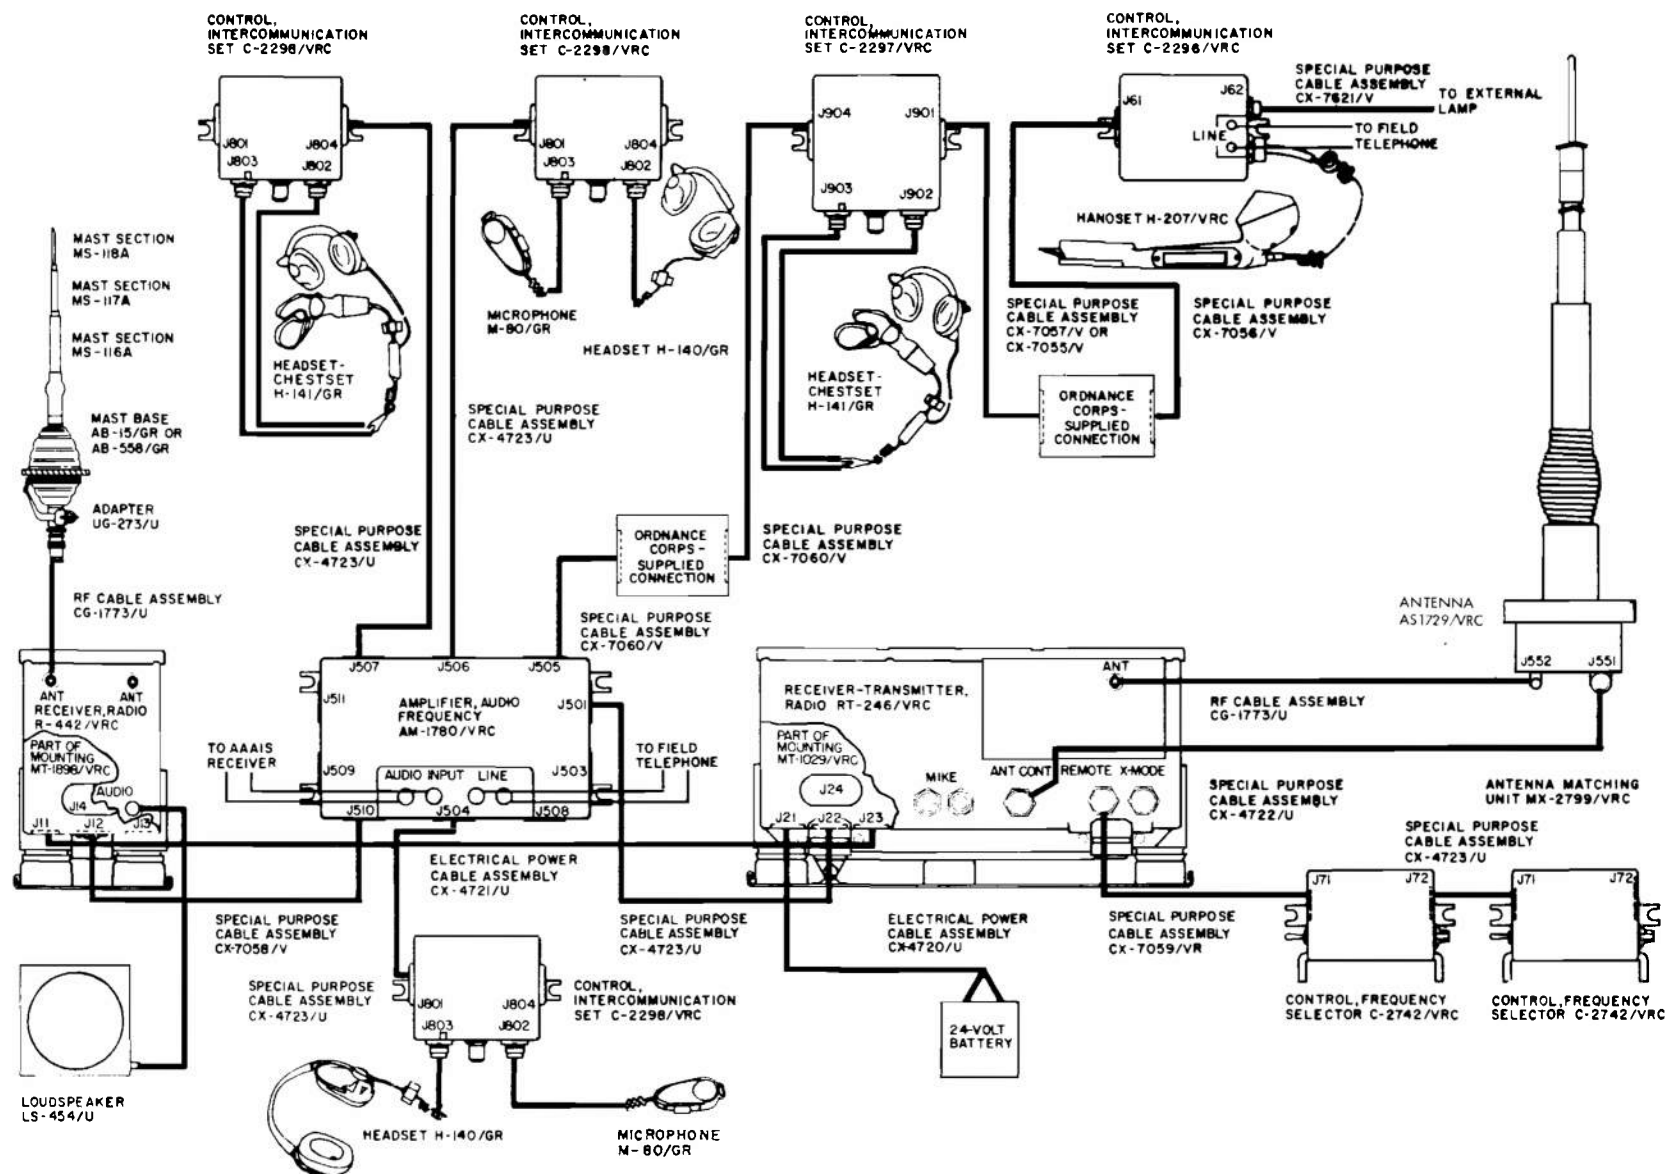 CONTROL,
INTERCOMMUNICATION
SET C-2298/VRC
CONTROL,
INTERCOMMUNICATION
SET C-2298/VRC
CONTROL,
INTERCOMMUNICATION
SET C-2297/VRC
CONTROL,
INTERCOMMUNICATION
SET C-2296/VRC
SPECIAL PURPOSE
CABLE ASSEMBLY
CX-7621/V
TO EXTERNAL
LAMP
TO FIELD
TELEPHONE
J801
J803
J804
J802
J801
J803
J804
J802
J904
J901
J903
J902
J61
J62
LINE
HANDSET H-207/VRC
MAST SECTION
MS-118A
MAST SECTION
MS-117A
MAST SECTION
MS-116A
MAST BASE
AB-15/GR OR
AB-558/GR
ADAPTER
UG-273/U
HEADSET-
CHESTSET
H-141/GR
MICROPHONE
M-80/GR
HEADSET H-140/GR
SPECIAL PURPOSE
CABLE ASSEMBLY
CX-4723/U
HEADSET-
CHESTSET
H-141/GR
SPECIAL PURPOSE
CABLE ASSEMBLY
CX-7057/V OR
CX-7055/V
SPECIAL PURPOSE
CABLE ASSEMBLY
CX-7056/V
ORDNANCE
CORPS-
SUPPLIED
CONNECTION
SPECIAL PURPOSE
CABLE ASSEMBLY
CX-4723/U
ORDNANCE
CORPS-
SUPPLIED
CONNECTION
SPECIAL PURPOSE
CABLE ASSEMBLY
CX-7060/V
RF CABLE ASSEMBLY
CG-1773/U
SPECIAL PURPOSE
CABLE ASSEMBLY
CX-7060/V
ANTENNA
AS1729/VRC
J552
J551
ANT
ANT
RECEIVER, RADIO
R-442/VRC
PART OF
MOUNTING
MT-1898/VRC
AUDIO
J14
J11
J12
J13
J507
J506
J505
J511
J501
AMPLIFIER, AUDIO
FREQUENCY
AM-1780/VRC
J509
J503
AUDIO INPUT
LINE
J510
J504
J508
TO AAAIS
RECEIVER
TO FIELD
TELEPHONE
RECEIVER-TRANSMITTER,
RADIO RT-246/VRC
ANT
PART OF
MOUNTING
MT-1029/VRC
J24
MIKE
ANT CONT
REMOTE
X-MODE
J21
J22
J23
RF CABLE ASSEMBLY
CG-1773/U
SPECIAL PURPOSE
CABLE ASSEMBLY
CX-4722/U
ANTENNA MATCHING
UNIT MX-2799/VRC
SPECIAL PURPOSE
CABLE ASSEMBLY
CX-4723/U
ELECTRICAL POWER
CABLE ASSEMBLY
CX-4721/U
SPECIAL PURPOSE
CABLE ASSEMBLY
CX-7058/V
SPECIAL PURPOSE
CABLE ASSEMBLY
CX-4723/U
ELECTRICAL POWER
CABLE ASSEMBLY
CX-4720/U
SPECIAL PURPOSE
CABLE ASSEMBLY
CX-7059/VR
J71
J72
J71
J72
CONTROL, FREQUENCY
SELECTOR C-2742/VRC
CONTROL, FREQUENCY
SELECTOR C-2742/VRC
SPECIAL PURPOSE
CABLE ASSEMBLY
CX-4723/U
J801
J803
J804
J802
CONTROL,
INTERCOMMUNICATION
SET C-2298/VRC
24-VOLT
BATTERY
LOUDSPEAKER
LS-454/U
HEADSET H-140/GR
MICROPHONE
M-80/GR